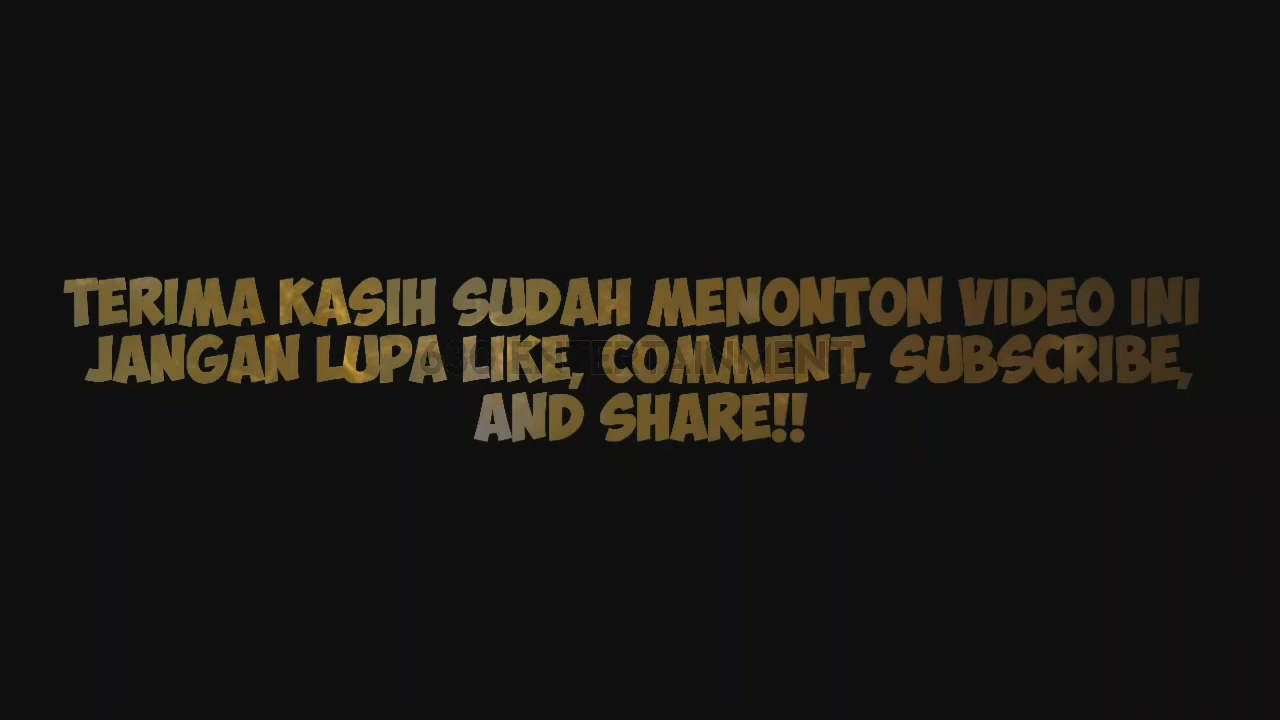 TERIMA KASIH SUDAH MENONTON VIDEO INI
JANGAN LUPA LIKE, COMMENT, SUBSCRIBE,
AND SHARE!!